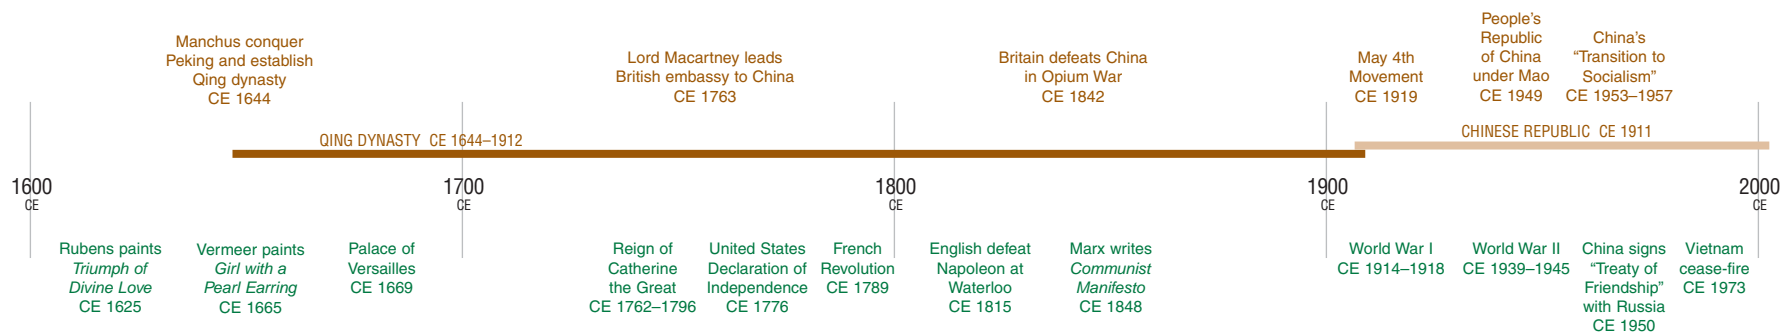 Manchus conquer
Peking and establish
Qing dynasty
CE 1644
Lord Macartney leads
British embassy to China
CE 1763
Britain defeats China
in Opium War
CE 1842
May 4th
Movement
CE 1919
People’s
Republic
of China
under Mao
CE 1949
China’s
“Transition to
Socialism”
CE 1953–1957
QING DYNASTY CE 1644–1912
CHINESE REPUBLIC CE 1911
1600
CE
1700
CE
1800
CE
1900
CE
2000
CE
Rubens paints
Triumph of
Divine Love
CE 1625
Vermeer paints
Girl with a
Pearl Earring
CE 1665
Palace of
Versailles
CE 1669
Reign of
Catherine
the Great
CE 1762–1796
United States
Declaration of
Independence
CE 1776
French
Revolution
CE 1789
English defeat
Napoleon at
Waterloo
CE 1815
Marx writes
Communist
Manifesto
CE 1848
World War I
CE 1914–1918
World War II
CE 1939–1945
China signs
“Treaty of
Friendship”
with Russia
CE 1950
Vietnam
cease-fire
CE 1973